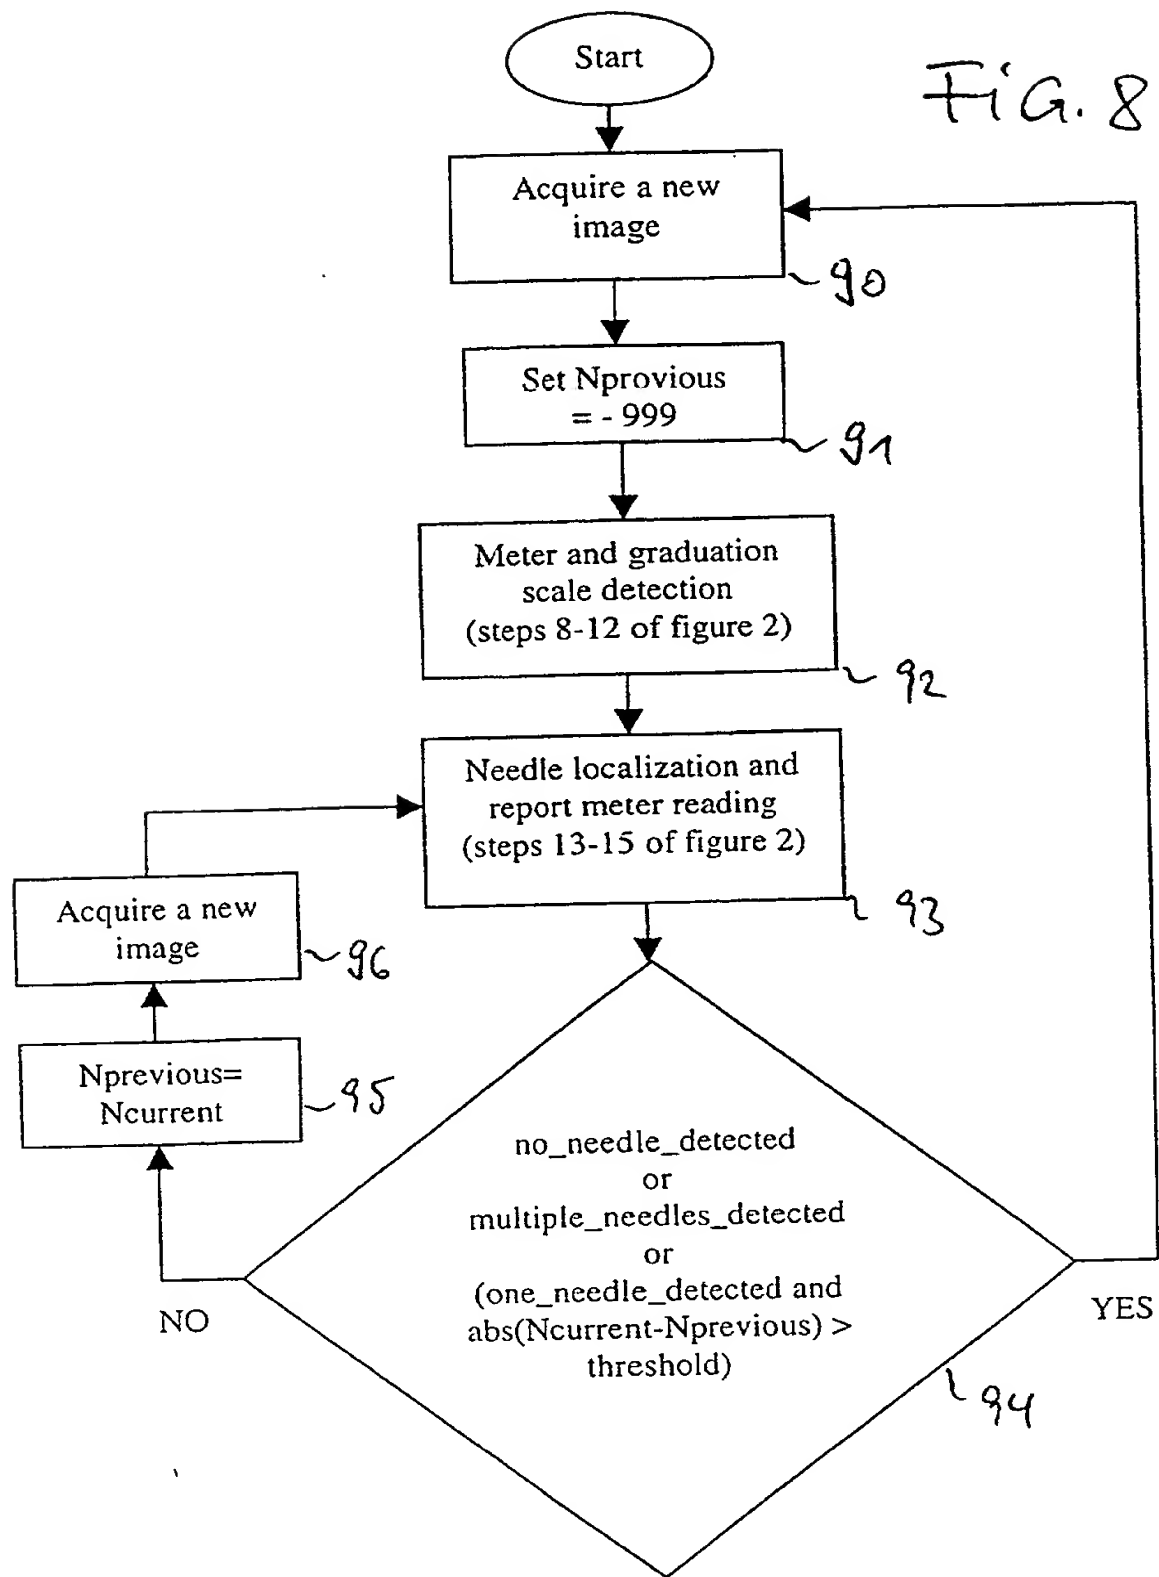 Start
FiG. 8
Acquire a new
image
90
Set Nprovious
= - 999
91
Meter and graduation
scale detection
(steps 8-12 of figure 2)
92
Needle localization and
report meter reading
(steps 13-15 of figure 2)
93
Acquire a new
image
96
Nprevious=
Ncurrent
95
no_needle_detected
or
multiple_needles_detected
or
(one_needle_detected and
abs(Ncurrent-Nprevious) >
threshold)
NO
YES
94